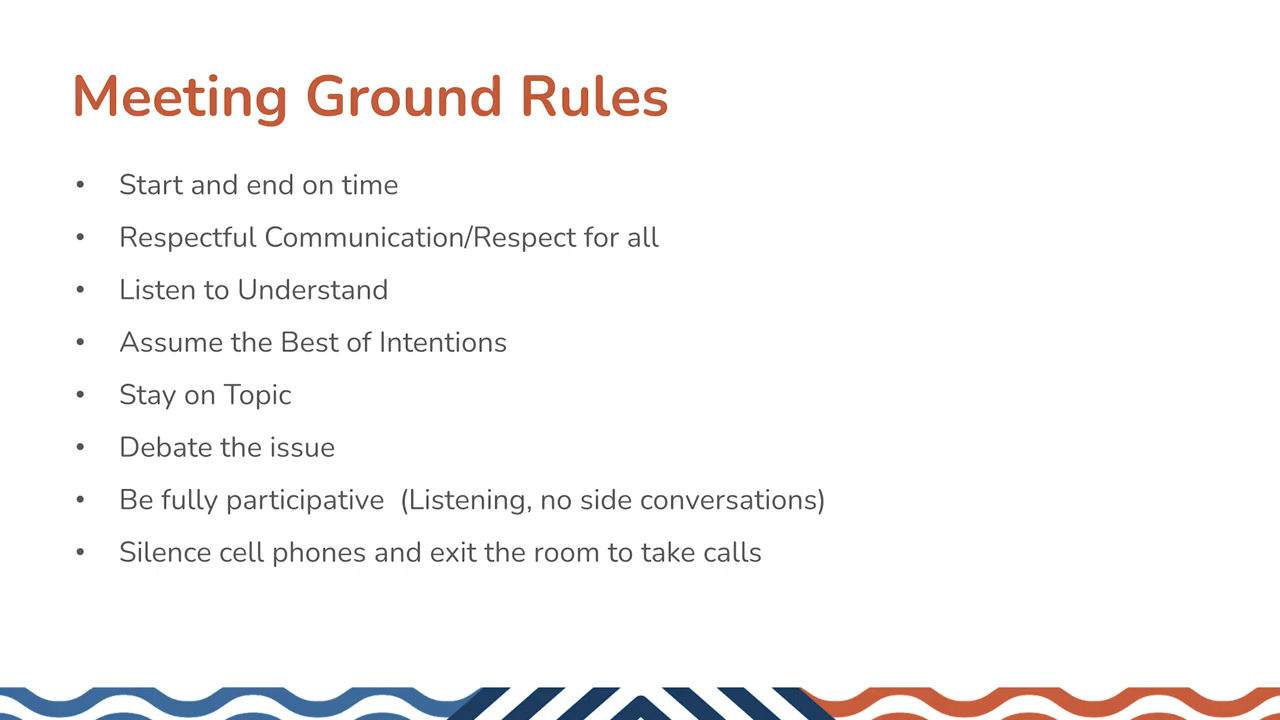 Meeting Ground Rules
• Start and end on time
• Respectful Communication/Respect for all
• Listen to Understand
• Assume the Best of Intentions
• Stay on Topic
• Debate the issue
• Be fully participative  (Listening, no side conversations)
• Silence cell phones and exit the room to take calls